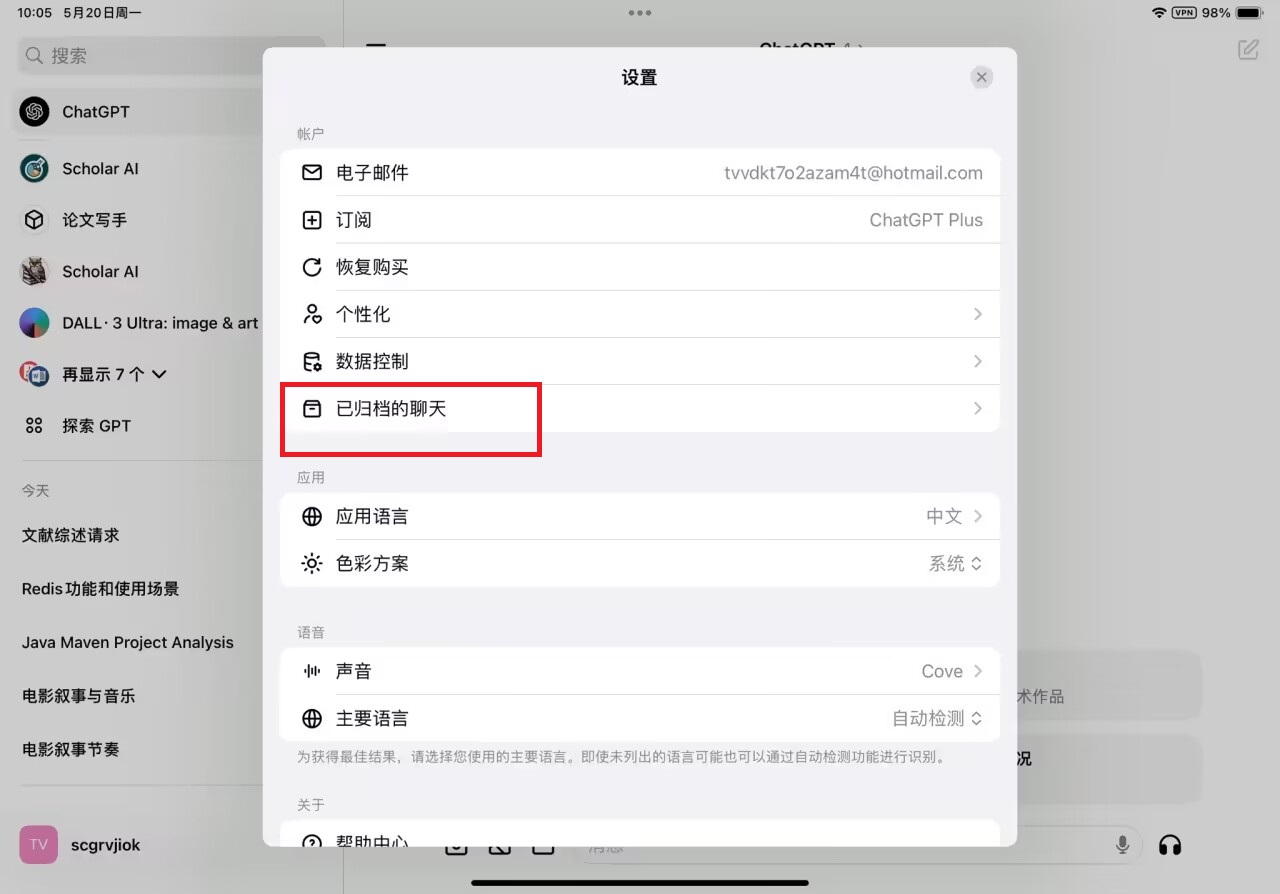 10:05 5月20日周一
VPN 98%
搜索
ChatGPT
Scholar AI
论文写手
Scholar AI
DALL· 3 Ultra: image & art
再显示 7 个
探索 GPT
今天
文献综述请求
Redis功能和使用场景
Java Maven Project Analysis
电影叙事与音乐
电影叙事节奏
TV scgrvjiok
设置
帐户
电子邮件 tvvdkt7o2azam4t@hotmail.com
订阅 ChatGPT Plus
恢复购买
个性化
数据控制
已归档的聊天
应用
应用语言 中文
色彩方案 系统
语音
声音 Cove
主要语言 自动检测
为获得最佳结果，请选择您使用的主要语言。即使未列出的语言可能也可以通过自动检测功能进行识别。
关于
帮助中心
术作品
况
消息